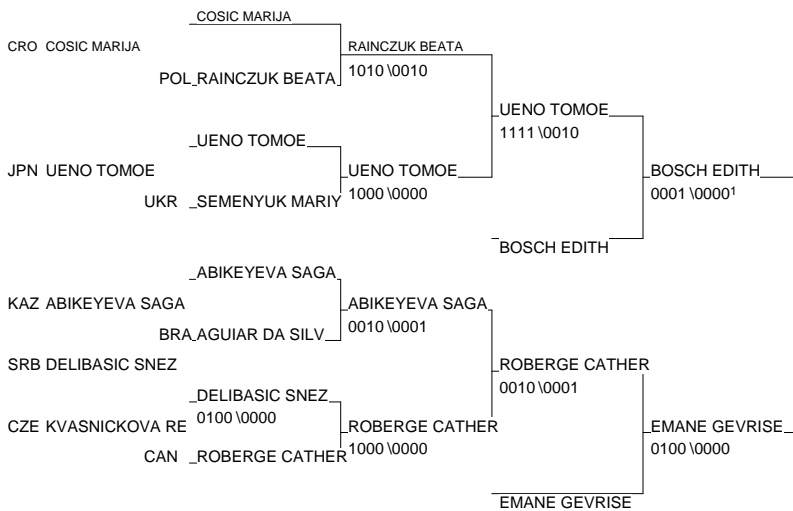 COSIC MARIJA
CRO COSIC MARIJA
RAINCZUK BEATA
1010 \0010
POL RAINCZUK BEATA
UENO TOMOE
1111 \0010
UENO TOMOE
JPN UENO TOMOE
UENO TOMOE
1000 \0000
BOSCH EDITH
0001 \0000¹
UKR SEMENYUK MARIY
BOSCH EDITH
ABIKEYEVA SAGA
KAZ ABIKEYEVA SAGA
ABIKEYEVA SAGA
0010 \0001
BRA AGUIAR DA SILV
SRB DELIBASIC SNEZ
ROBERGE CATHER
0010 \0001
DELIBASIC SNEZ
0100 \0000
CZE KVASNICKOVA RE
ROBERGE CATHER
1000 \0000
EMANE GEVRISE
0100 \0000
CAN ROBERGE CATHER
EMANE GEVRISE